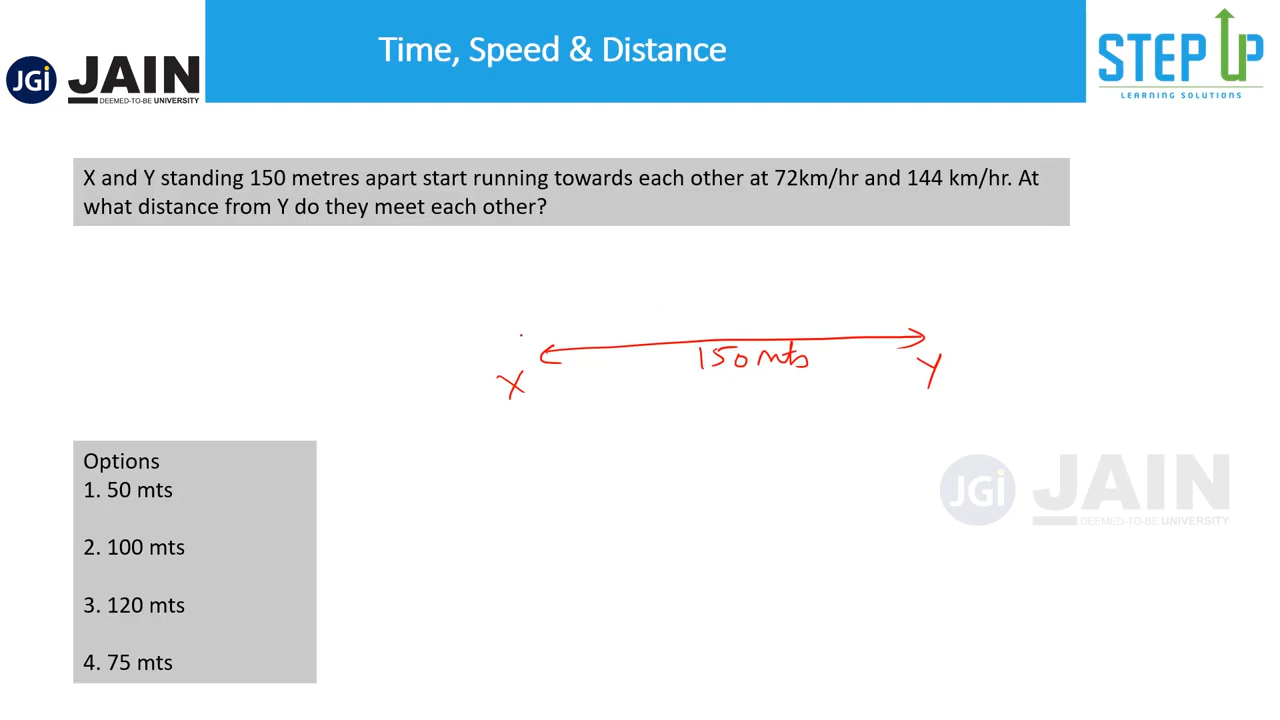 Time, Speed & Distance
JGi JAIN
DEEMED-TO-BE UNIVERSITY
STEP UP
LEARNING SOLUTIONS
X and Y standing 150 metres apart start running towards each other at 72km/hr and 144 km/hr. At
what distance from Y do they meet each other?
150 mts
X
Y
Options
1. 50 mts
2. 100 mts
3. 120 mts
4. 75 mts
JGi JAIN
DEEMED-TO-BE UNIVERSITY